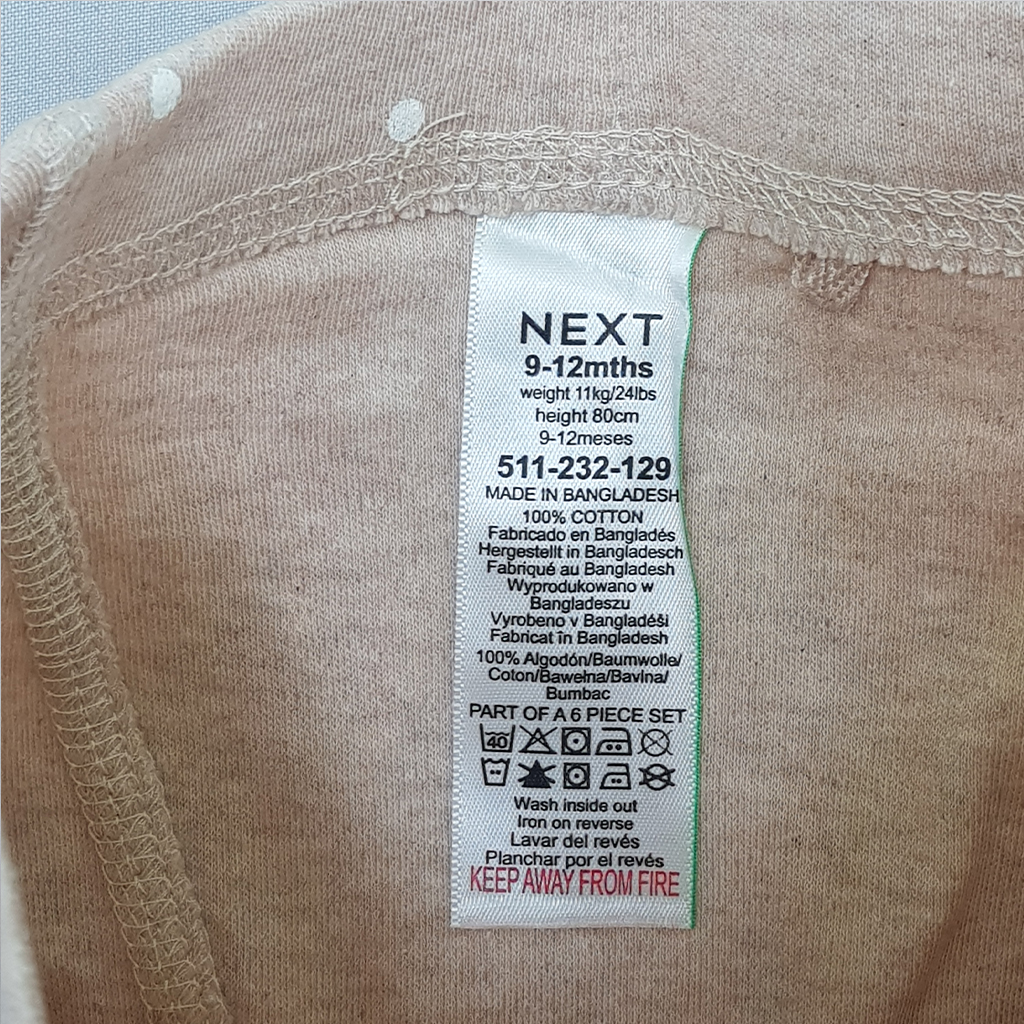 NEXT
9-12mths
weight 11kg/24lbs
height 80cm
9-12meses
511-232-129
MADE IN BANGLADESH
100% COTTON
Fabricado en Bangladés
Hergestellt in Bangladesch
Fabriqué au Bangladesh
Wyprodukowano w
Bangladeszu
Vyrobeno v Bangladéši
Fabricat în Bangladesh
100% Algodón/Baumwolle/
Coton/Bawełna/Bavlna/
Bumbac
PART OF A 6 PIECE SET
40
Wash inside out
Iron on reverse
Lavar del revés
Planchar por el revés
KEEP AWAY FROM FIRE